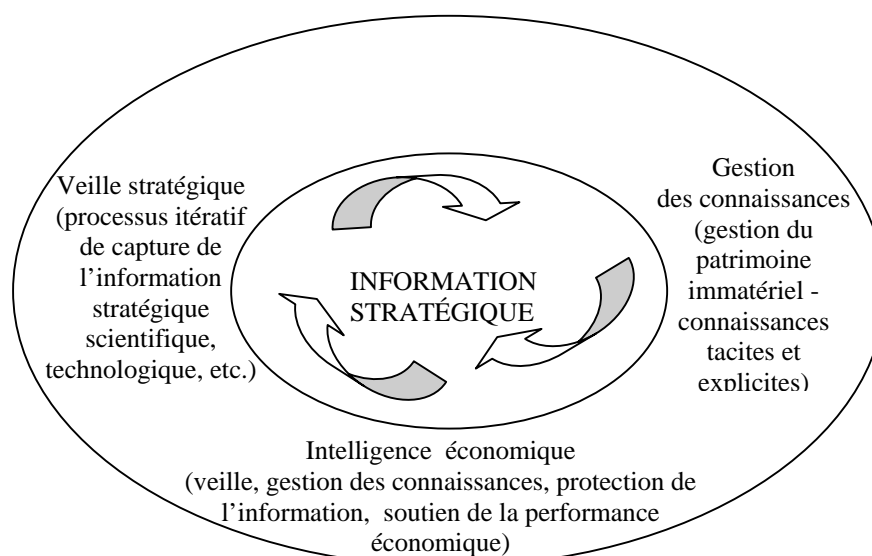 Veille stratégique
(processus itératif
de capture de
l’information
stratégique
scientifique,
technologique, etc.)
INFORMATION
STRATÉGIQUE
Gestion
des connaissances
(gestion du
patrimoine
immatériel -
connaissances
tacites et
explicites)
Intelligence économique
(veille, gestion des connaissances, protection de
l’information, soutien de la performance
économique)